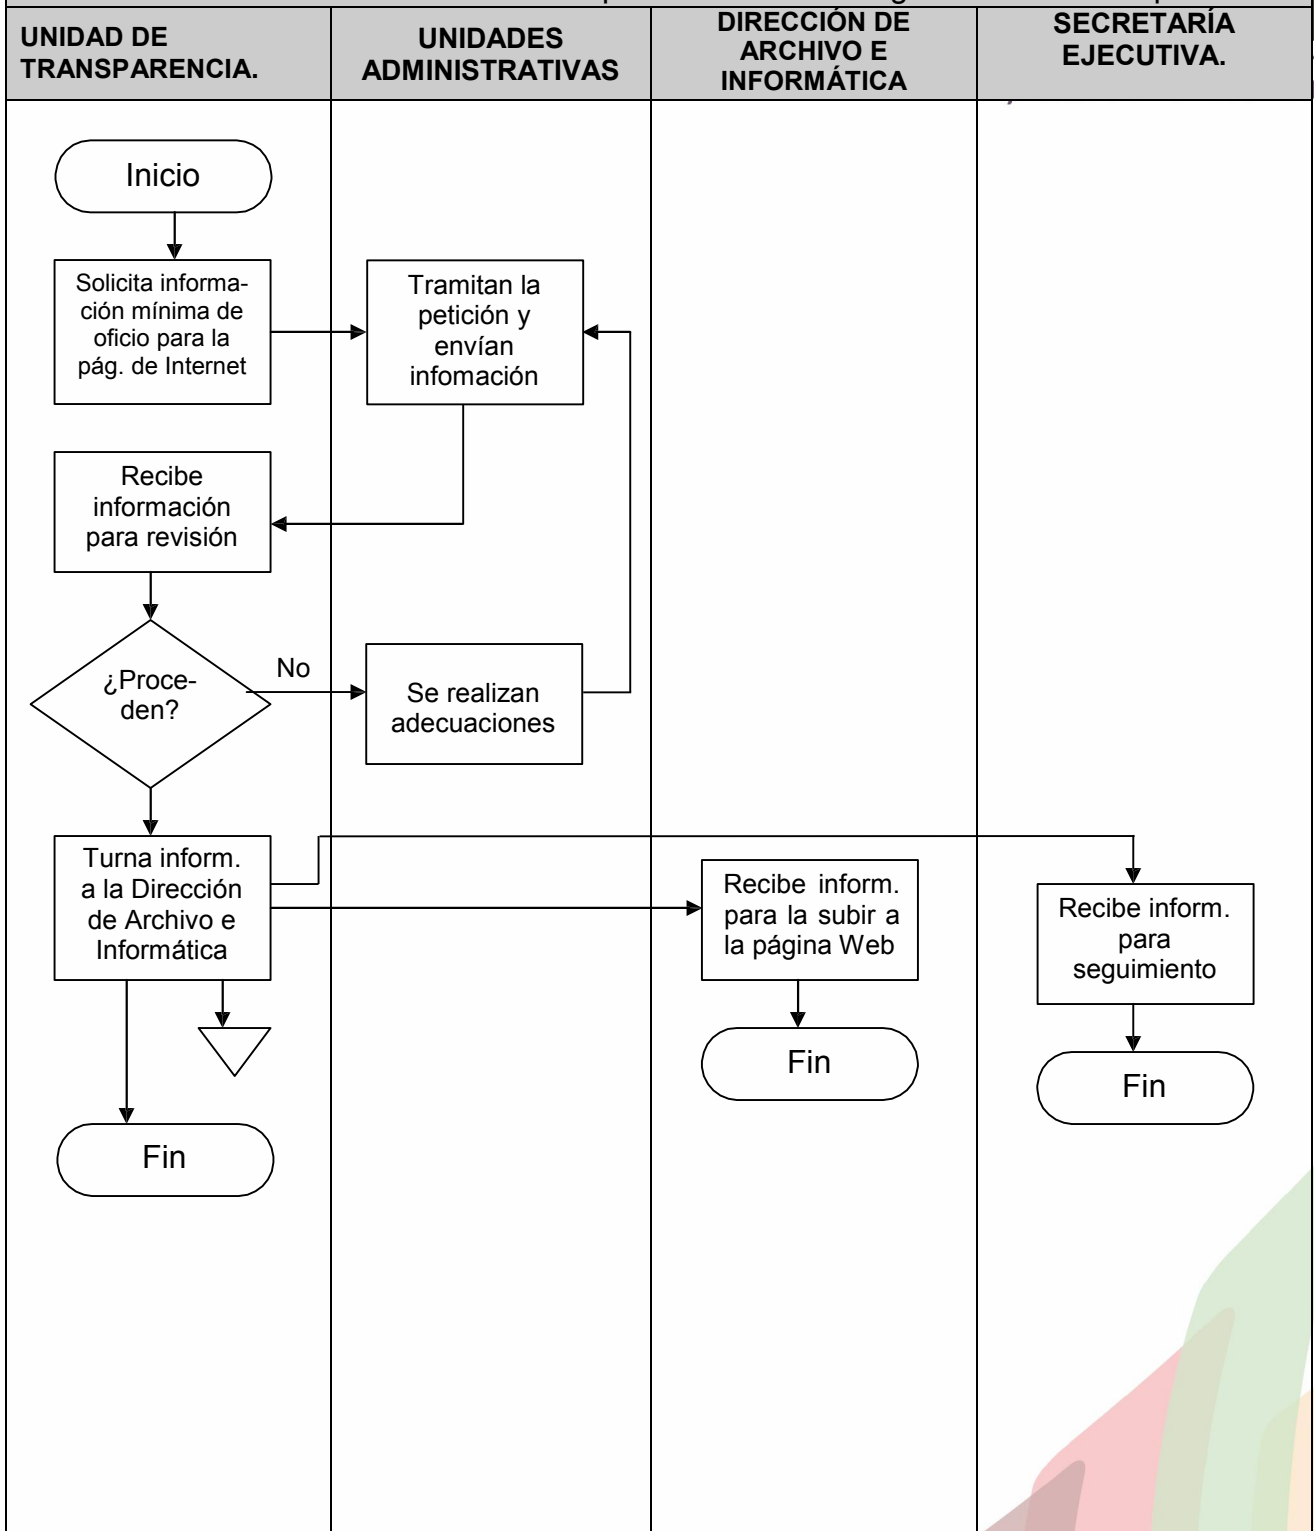 UNIDAD DE
TRANSPARENCIA.
UNIDADES
ADMINISTRATIVAS
DIRECCIÓN DE
ARCHIVO E
INFORMÁTICA
SECRETARÍA
EJECUTIVA.
Inicio
Solicita informa-
ción mínima de
oficio para la
pág. de Internet
Tramitan la
petición y
envían
infomación
Recibe
información
para revisión
¿Proce-
den?
No
Se realizan
adecuaciones
Turna inform.
a la Dirección
de Archivo e
Informática
Recibe inform.
para la subir a
la página Web
Recibe inform.
para
seguimiento
Fin
Fin
Fin